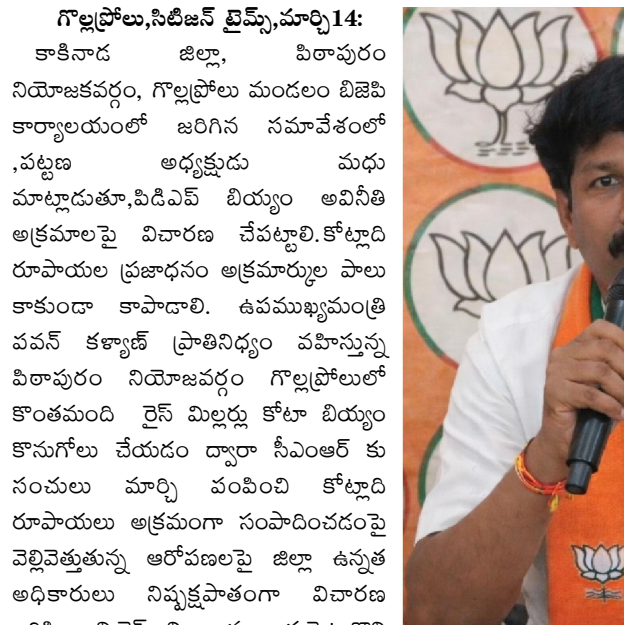 గొల్లప్రోలు,సిటిజన్ టైమ్స్,మార్చి14:
కాకినాడ జిల్లా, పిఠాపురం
నియోజకవర్గం, గొల్లప్రోలు మండలం బిజెపి
కార్యాలయంలో జరిగిన సమావేశంలో
,పట్టణ అధ్యక్షుడు మధు
మాట్లాడుతూ,పిడిఎప్ బియ్యం అవినీతి
అక్రమాలపై విచారణ చేపట్టాలి.కోట్లాది
రూపాయల ప్రజాధనం అక్రమార్కుల పాలు
కాకుండా కాపాడాలి. ఉపముఖ్యమంత్రి
పవన్ కళ్యాణ్ ప్రాతినిధ్యం వహిస్తున్న
పిఠాపురం నియోజవర్గం గొల్లప్రోలులో
కొంతమంది రైస్ మిల్లర్లు కోటా బియ్యం
కొనుగోలు చేయడం ద్వారా సీఎంఆర్ కు
సంచులు మార్చి పంపించి కోట్లాది
రూపాయలు అక్రమంగా సంపాదించడంపై
వెల్లివెత్తుతున్న ఆరోపణలపై జిల్లా ఉన్నత
అధికారులు నిష్పక్షపాతంగా విచారణ